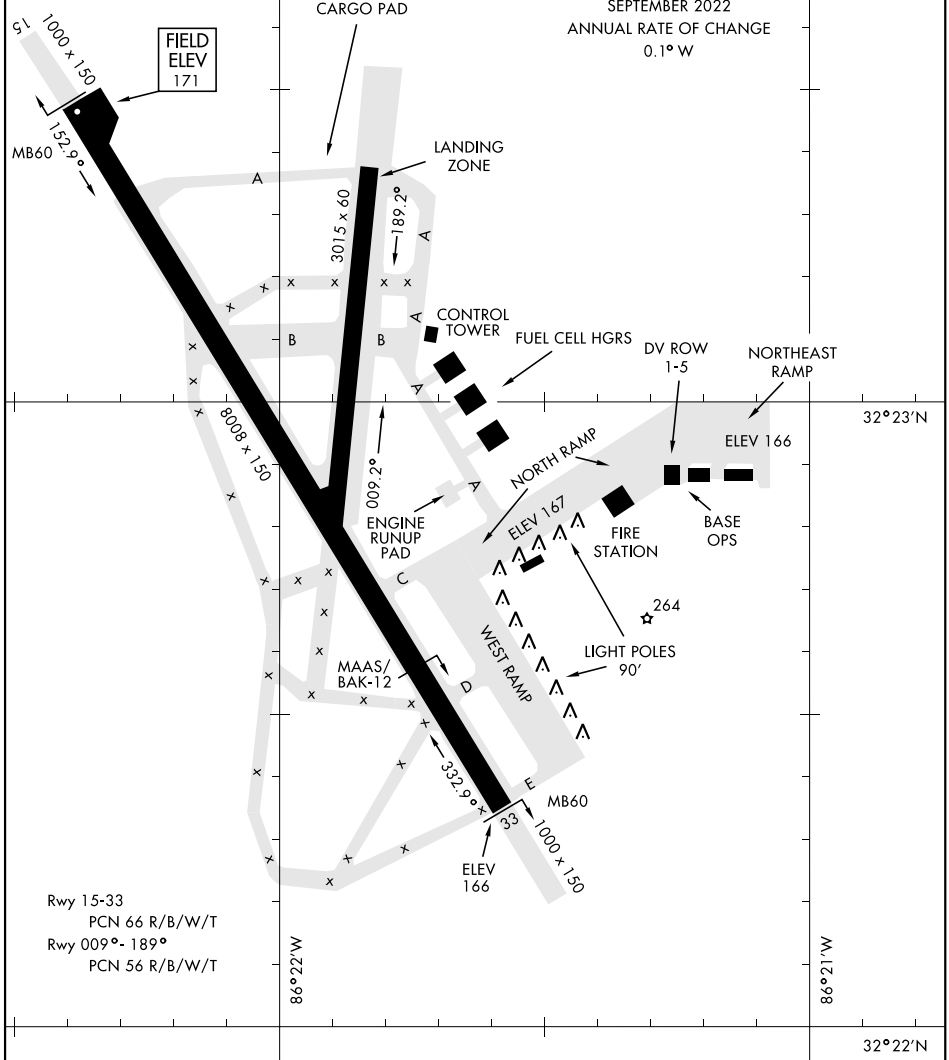 CARGO PAD
SEPTEMBER 2022
ANNUAL RATE OF CHANGE
0.1° W
15
1000 x 150
FIELD
ELEV
171
MB60
152.9°
A
LANDING
ZONE
3015 x 60
189.2°
A
x x x x x x
A
CONTROL
TOWER
B
B
FUEL CELL HGRS
DV ROW
1-5
NORTHEAST
RAMP
A
32°23'N
8008 x 150
009.2°
NORTH RAMP
ELEV 166
A
ENGINE
RUNUP
PAD
ELEV 167
FIRE
STATION
BASE
OPS
C
264
WEST RAMP
LIGHT POLES
90'
MAAS/
BAK-12
D
332.9°
E
MB60
33
1000 x 150
ELEV
166
Rwy 15-33
PCN 66 R/B/W/T
Rwy 009°-189°
PCN 56 R/B/W/T
86°22'W
86°21'W
32°22'N